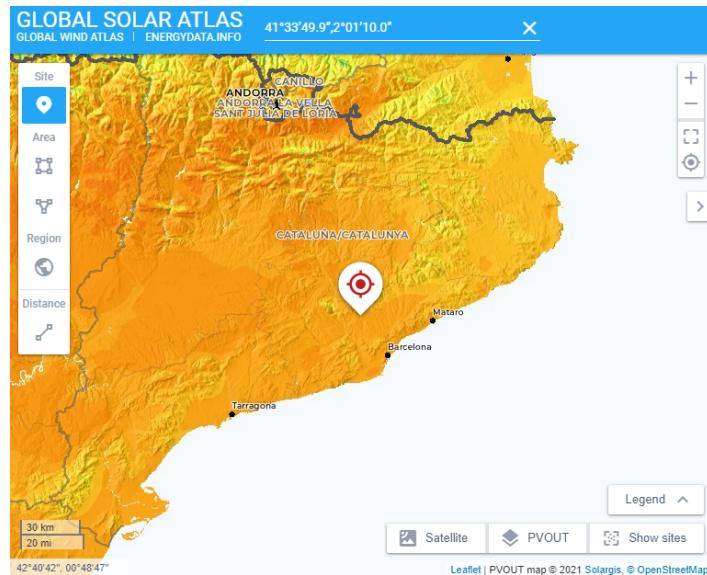 GLOBAL SOLAR ATLAS
GLOBAL WIND ATLAS | ENERGYDATA.INFO
41°33'49.9",2°01'10.0"
Site
Area
Region
Distance
CANILLO
ANDORRA
ANDORRA LA VELLA
SANT JULIÀ DE LÒRIA
CATALUÑA/CATALUNYA
Mataro
Barcelona
Tarragona
Legend
30 km
20 mi
Satellite
PVOUT
Show sites
42°40'42", 00°48'47"
Leaflet | PVOUT map © 2021 Solargis, © OpenStreetMap